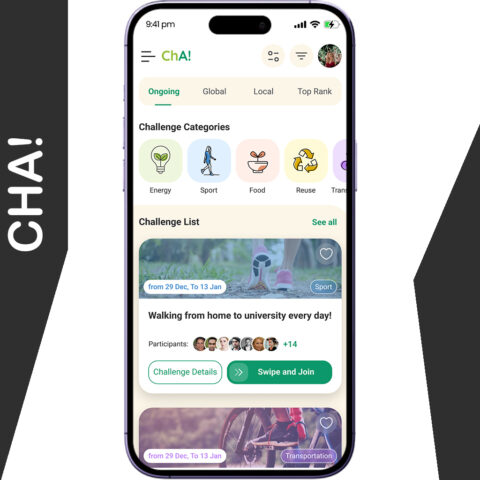 CHA!
9:41 pm
ChA!
Ongoing Global Local Top Rank
Challenge Categories
Energy Sport Food Reuse Trans
Challenge List See all
from 29 Dec, To 13 Jan Sport
Walking from home to university every day!
Participants: +14
Challenge Details Swipe and Join
from 29 Dec, To 13 Jan Transportation